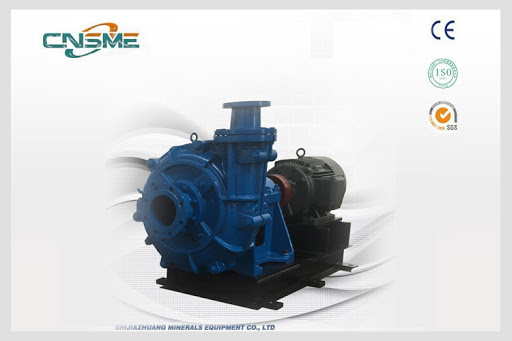 CNSME
CE
ISO
SGS
SHIJIAZHUANG MINERALS EQUIPMENT CO., LTD